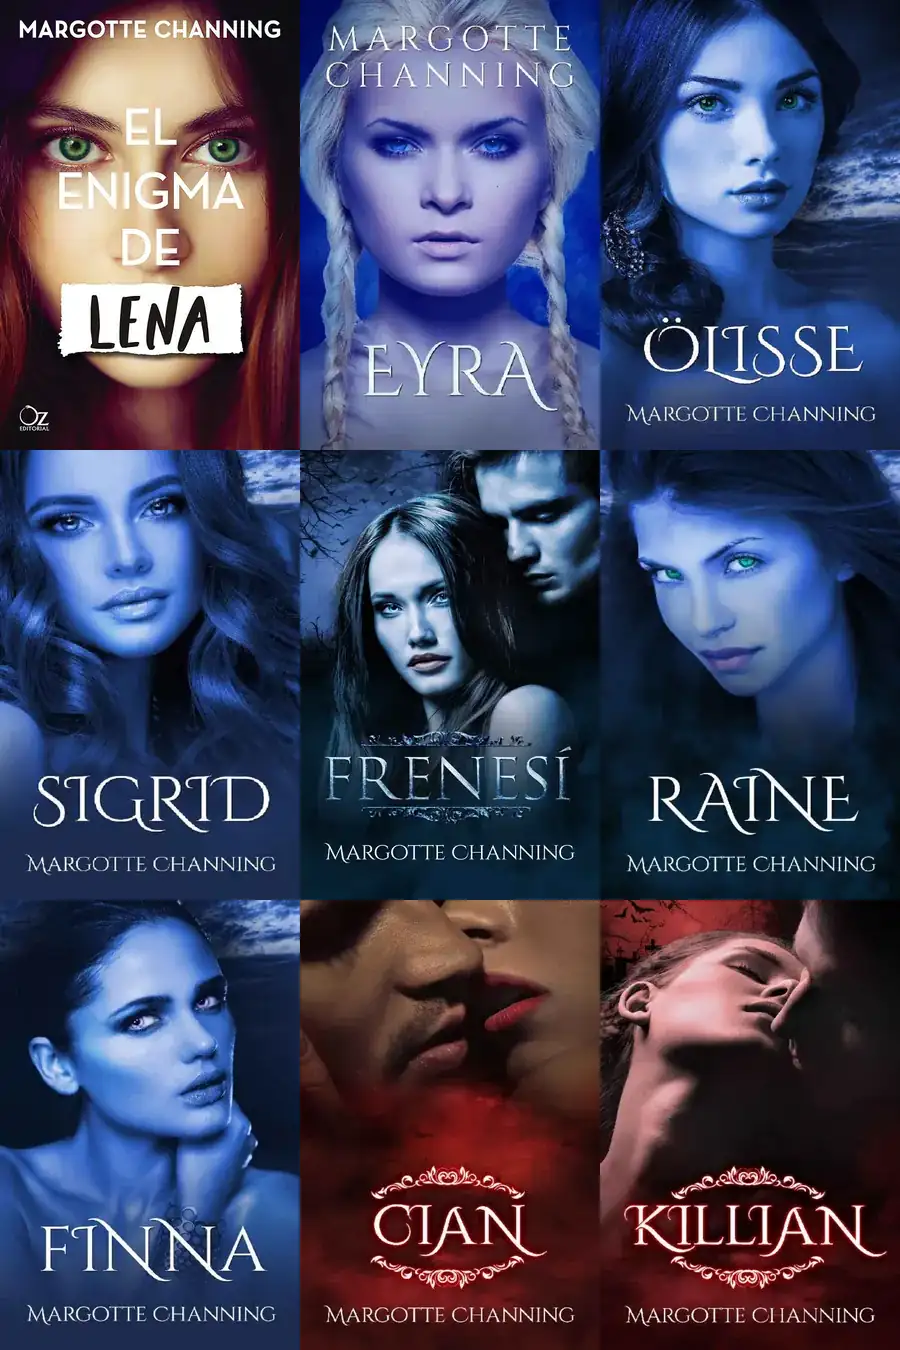 MARGOTTE CHANNING
EL
ENIGMA
DE
LENA
OZ
EDITORIAL
MARGOTTE
CHANNING
EYRA
ÖLISSE
MARGOTTE CHANNING
SIGRID
MARGOTTE CHANNING
FRENESÍ
MARGOTTE CHANNING
RAINE
MARGOTTE CHANNING
FINNA
MARGOTTE CHANNING
CIAN
MARGOTTE CHANNING
KILLIAN
MARGOTTE CHANNING